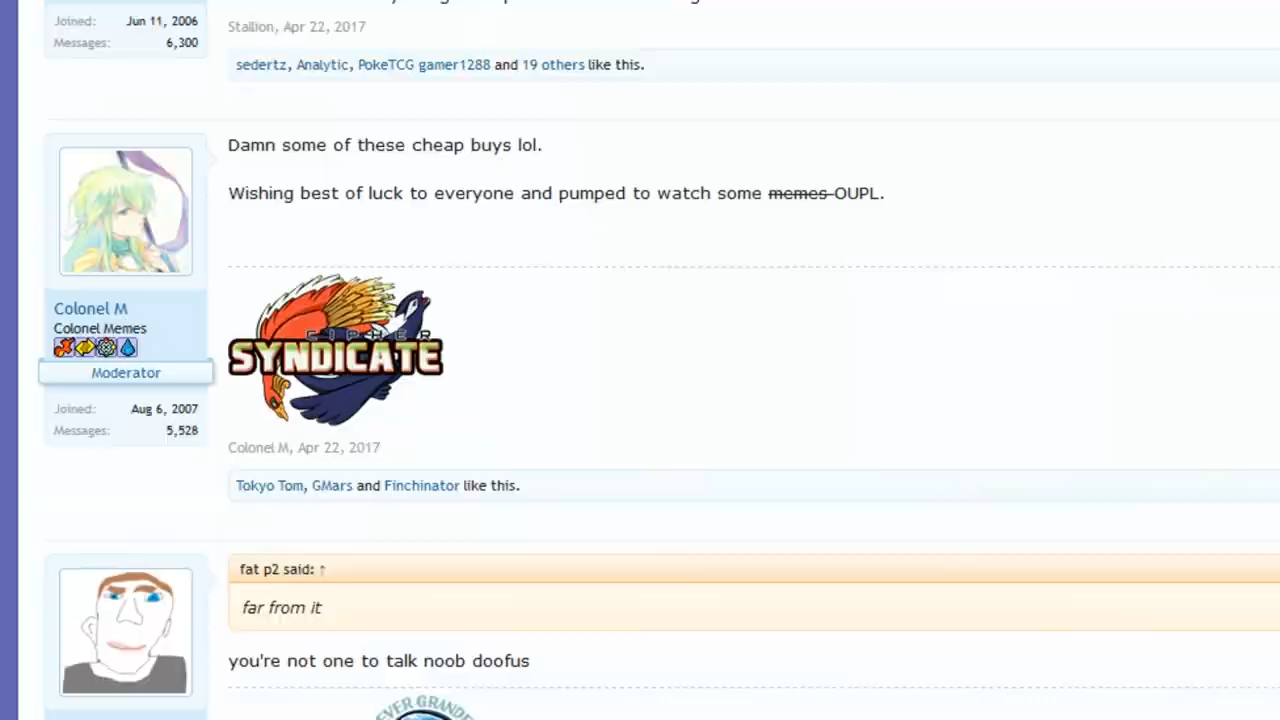 Joined: Jun 11, 2006
Messages: 6,300
Stallion, Apr 22, 2017
sedertz, Analytic, PokeTCG gamer1288 and 19 others like this.
Damn some of these cheap buys lol.
Wishing best of luck to everyone and pumped to watch some memes OUPL.
Colonel M
Colonel Memes
Moderator
Joined: Aug 6, 2007
Messages: 5,528
CIPHER
SYNDICATE
Colonel M, Apr 22, 2017
Tokyo Tom, GMars and Finchinator like this.
fat p2 said: ↑
far from it
you're not one to talk noob doofus
EVER GRANDE